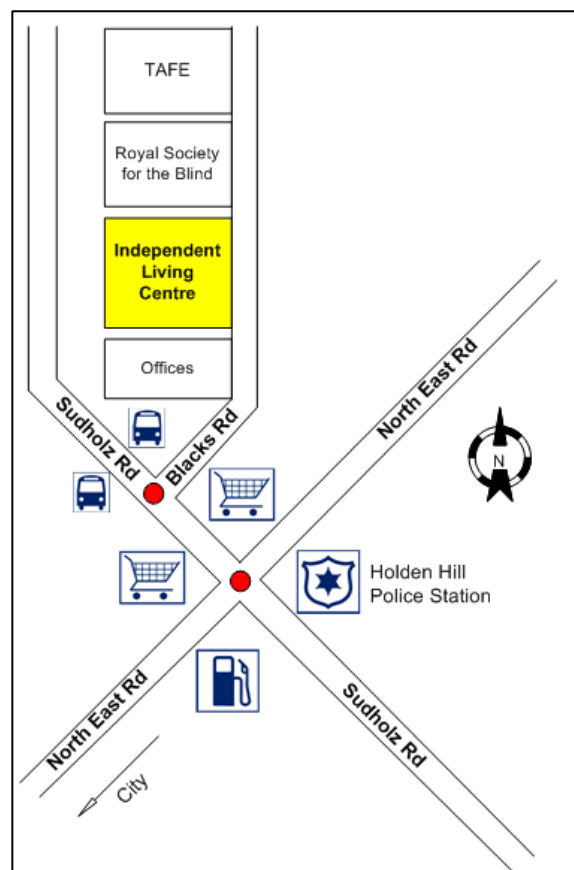 TAFE
Royal Society
for the Blind
Independent
Living
Centre
Offices
Sudholz Rd
Blacks Rd
North East Rd
N
Holden Hill
Police Station
North East Rd
Sudholz Rd
City